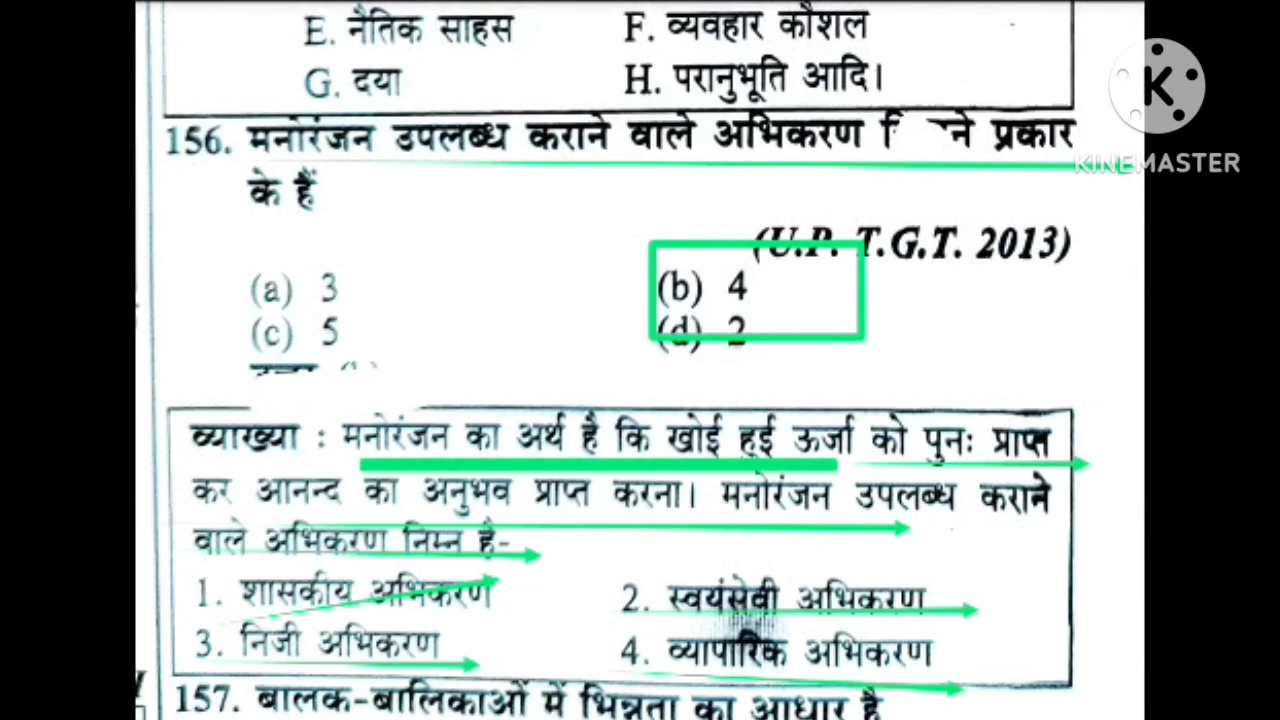 E. नैतिक साहस F. व्यवहार कौशल
G. दया H. परानुभूति आदि।
K
KINEMASTER
156. मनोरंजन उपलब्ध कराने वाले अभिकरण प्रकार
के हैं
(U.P. T.G.T. 2013)
(a) 3 (b) 4
(c) 5 (d) 2
व्याख्या : मनोरंजन का अर्थ है कि खोई हुई ऊर्जा को पुनः प्राप्त
कर आनन्द का अनुभव प्राप्त करना। मनोरंजन उपलब्ध कराने
वाले अभिकरण निम्न है-
1. शासकीय अभिकरण 2. स्वयंसेवी अभिकरण
3. निजी अभिकरण 4. व्यापारिक अभिकरण
157. बालक-बालिकाओं में भिन्नता का आधार है